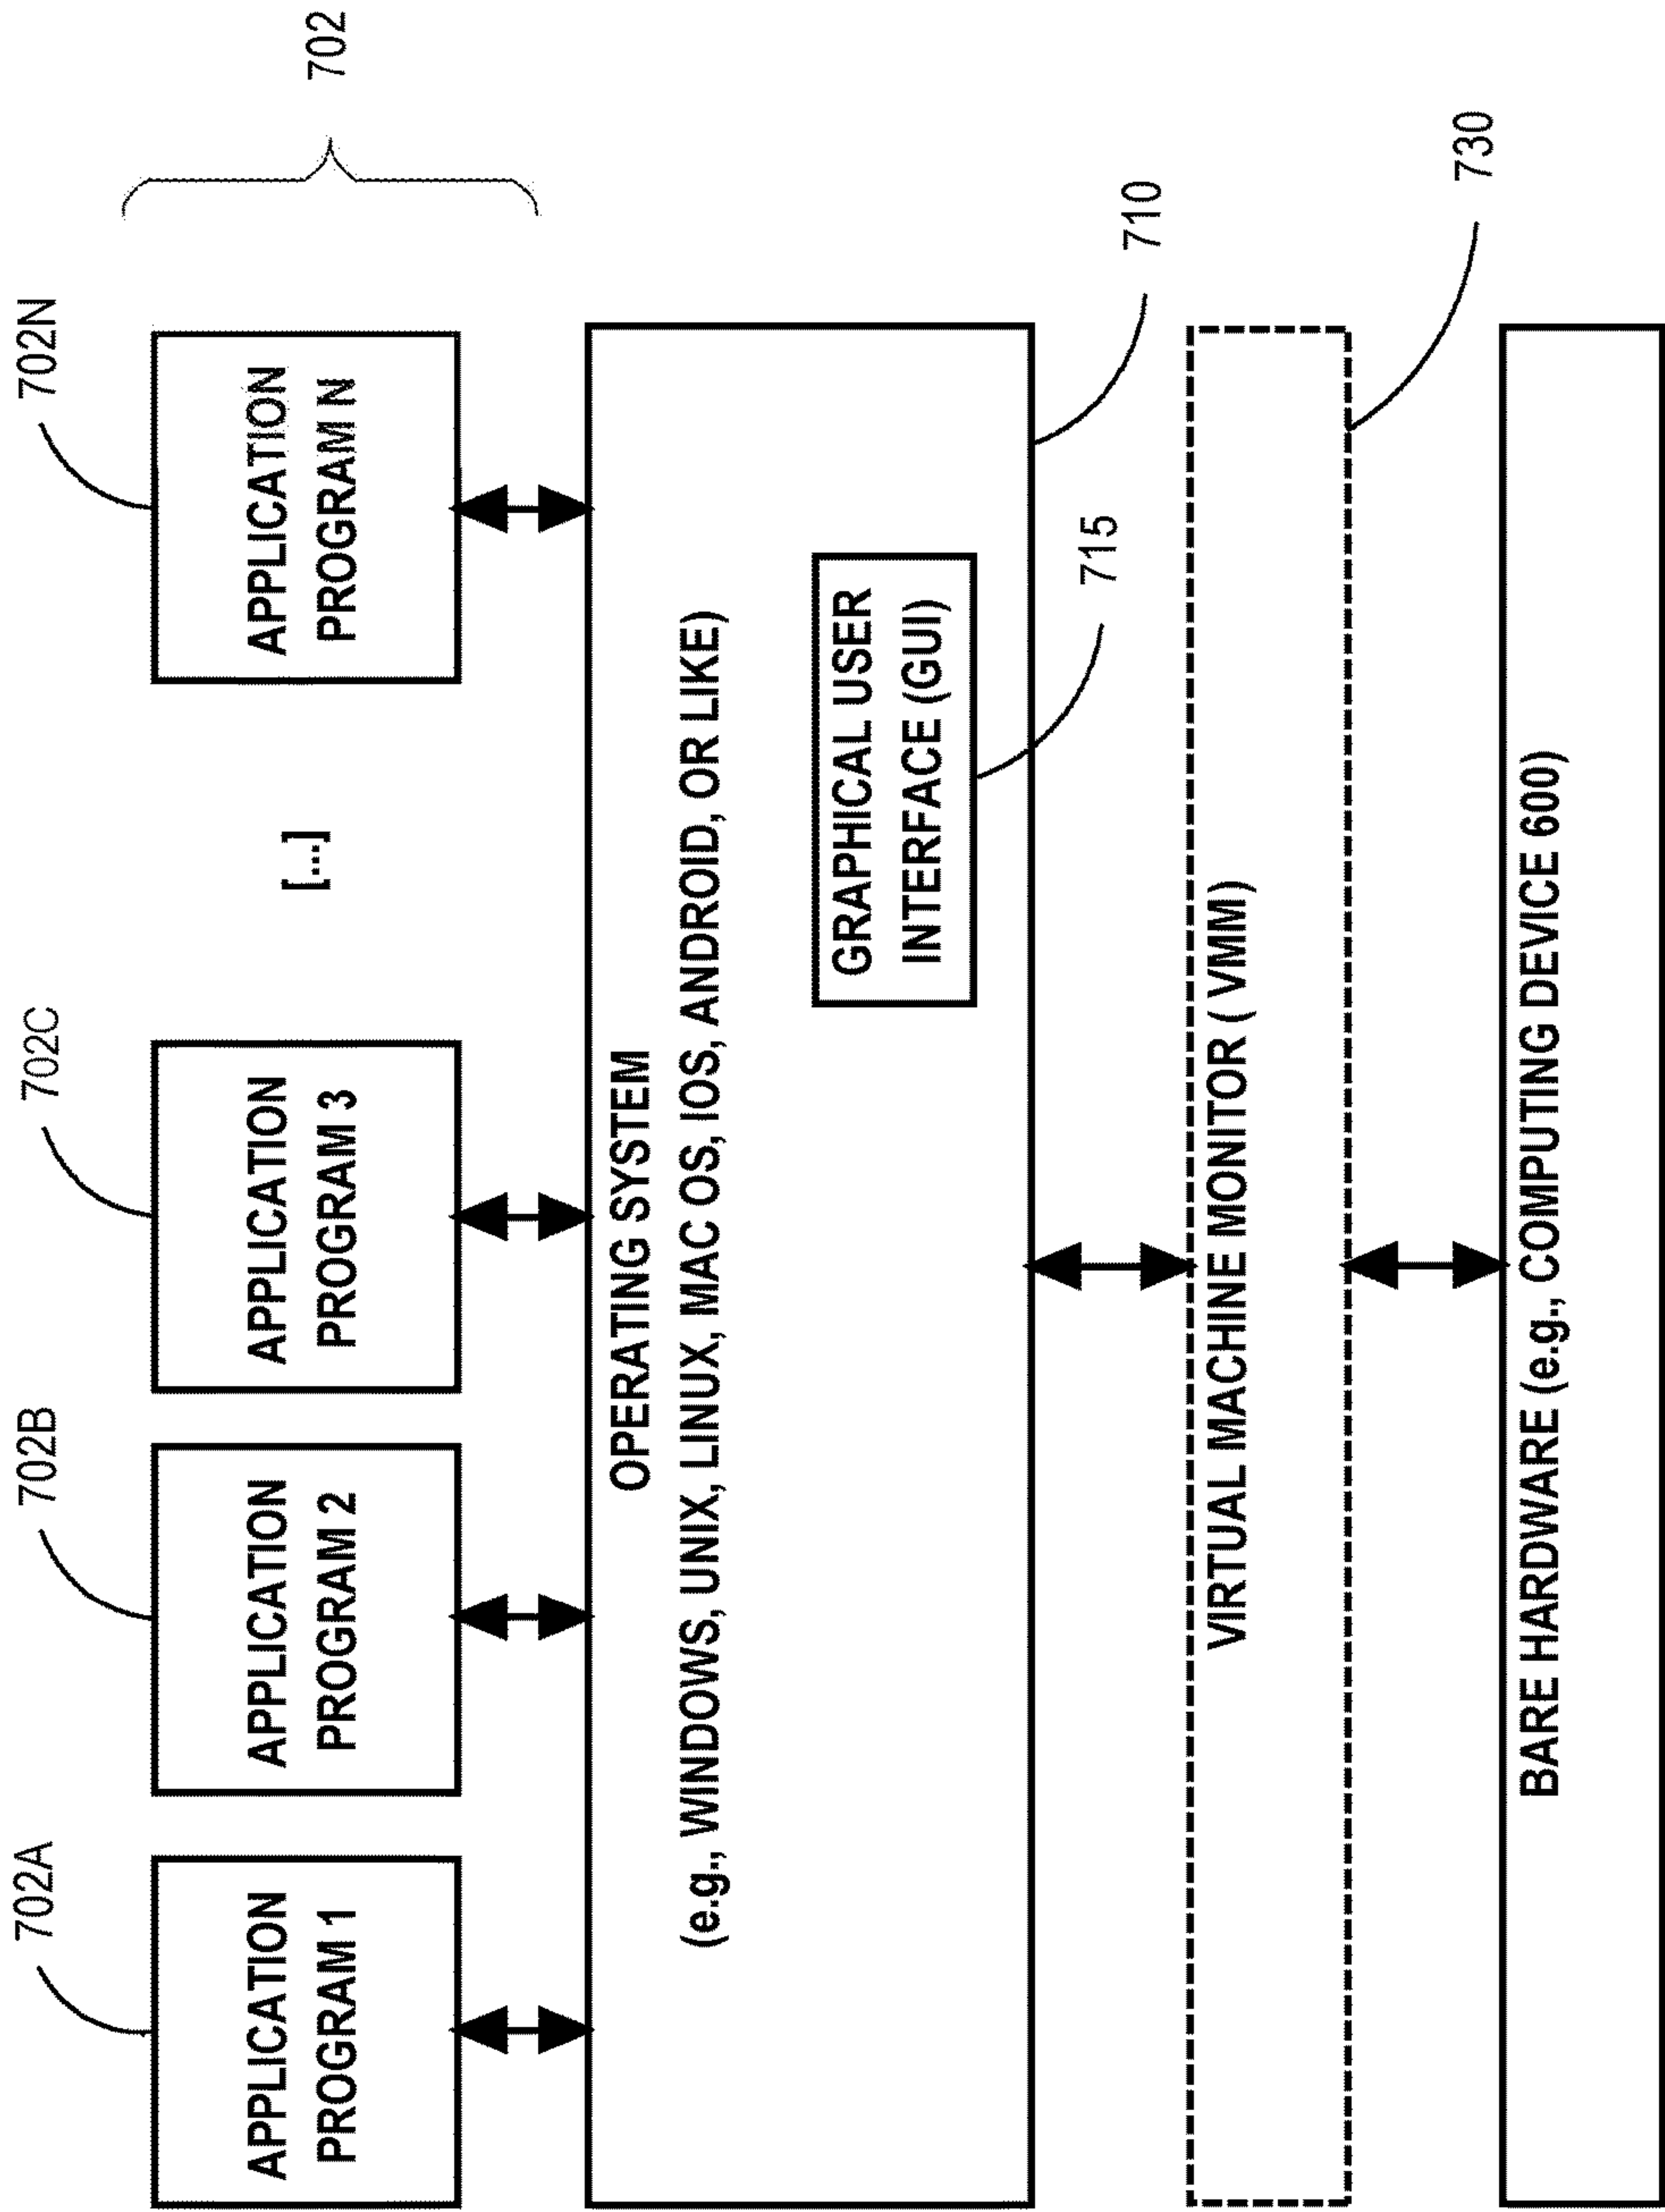 702A
702B
702C
702N
702
APPLICATION
PROGRAM 1
APPLICATION
PROGRAM 2
APPLICATION
PROGRAM 3
[...]
APPLICATION
PROGRAM N
OPERATING SYSTEM
(e.g., WINDOWS, UNIX, LINUX, MAC OS, IOS, ANDROID, OR LIKE)
GRAPHICAL USER
INTERFACE (GUI)
710
715
VIRTUAL MACHINE MONITOR ( VMM)
730
BARE HARDWARE (e.g., COMPUTING DEVICE 600)